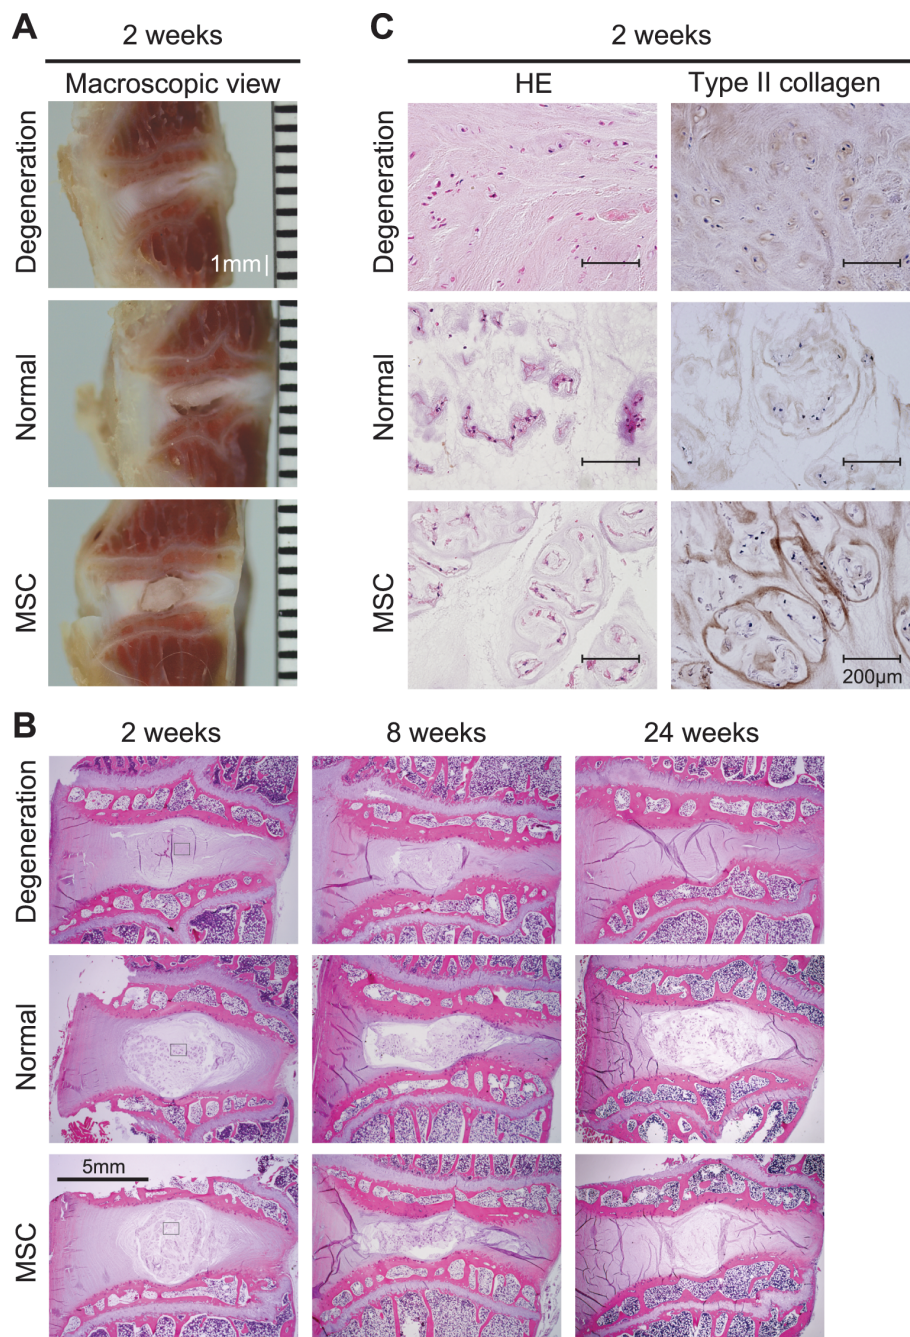 A
2 weeks
Macroscopic view
Degeneration
1mm
Normal
MSC
C
2 weeks
HE
Type II collagen
Degeneration
Normal
MSC
200µm
B
2 weeks
8 weeks
24 weeks
Degeneration
Normal
MSC
5mm